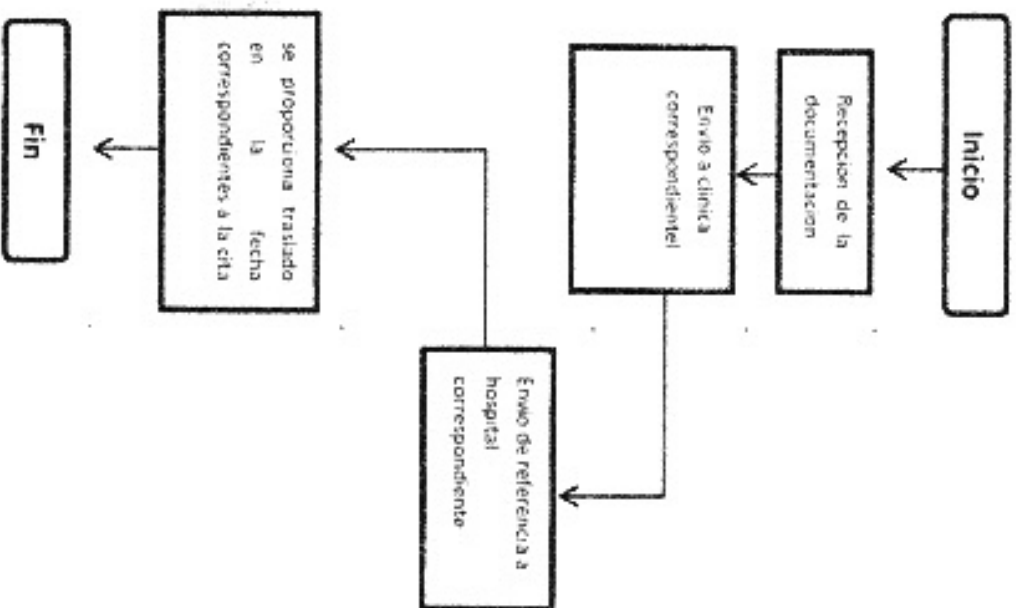 Inicio
Recepcion de la
documentacion
Envio a clinica
correspondientel
Envio de referencia a
hospital
correspondiente
se proporciona traslado
en la fecha
correspondientes a la cita
Fin